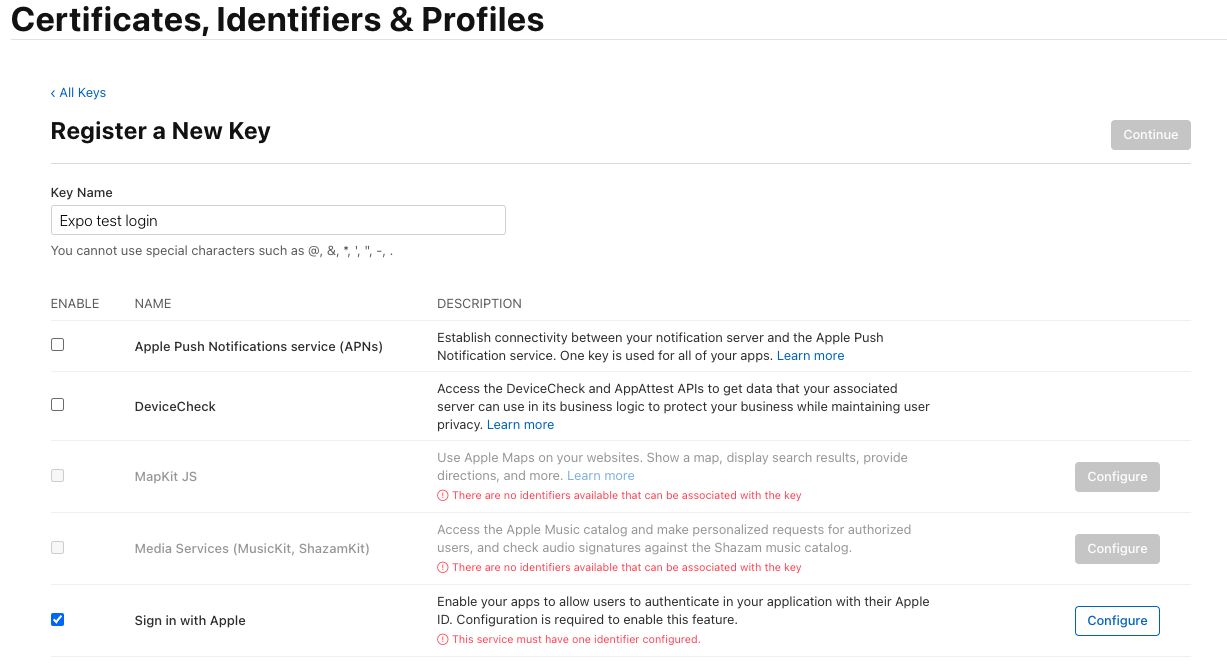 Certificates, Identifiers & Profiles
‹ All Keys
Register a New Key
Continue
Key Name
Expo test login
You cannot use special characters such as @, &, *, ', ", -, .
ENABLE NAME DESCRIPTION
Apple Push Notifications service (APNs)
Establish connectivity between your notification server and the Apple Push
Notification service. One key is used for all of your apps. Learn more
DeviceCheck
Access the DeviceCheck and AppAttest APIs to get data that your associated
server can use in its business logic to protect your business while maintaining user
privacy. Learn more
MapKit JS
Use Apple Maps on your websites. Show a map, display search results, provide
directions, and more. Learn more
There are no identifiers available that can be associated with the key
Configure
Media Services (MusicKit, ShazamKit)
Access the Apple Music catalog and make personalized requests for authorized
users, and check audio signatures against the Shazam music catalog.
There are no identifiers available that can be associated with the key
Configure
Sign in with Apple
Enable your apps to allow users to authenticate in your application with their Apple
ID. Configuration is required to enable this feature.
This service must have one identifier configured.
Configure